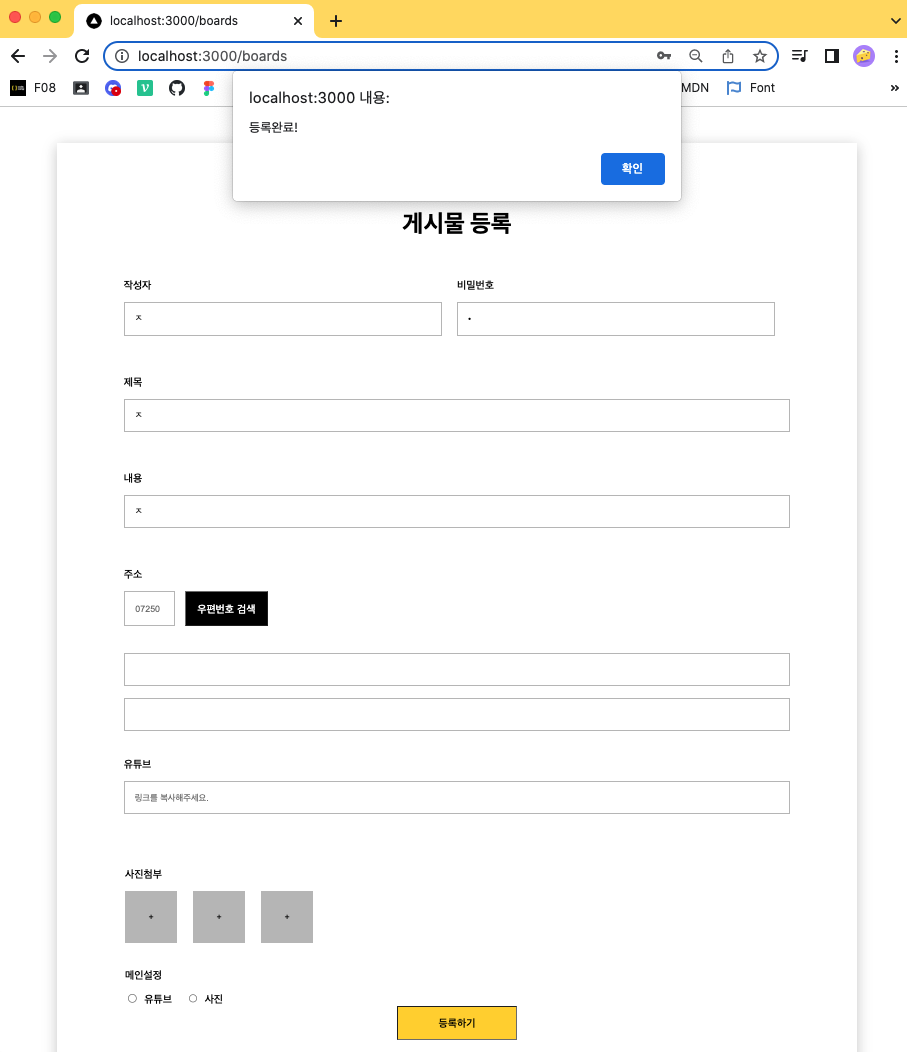 localhost:3000/boards
localhost:3000/boards
F08
MDN
Font
localhost:3000 내용:
등록완료!
확인
게시물 등록
작성자 비밀번호
ㅈ •
제목
ㅈ
내용
ㅈ
주소
07250 우편번호 검색
유튜브
링크를 복사해주세요.
사진첨부
+ + +
메인설정
유튜브 사진
등록하기